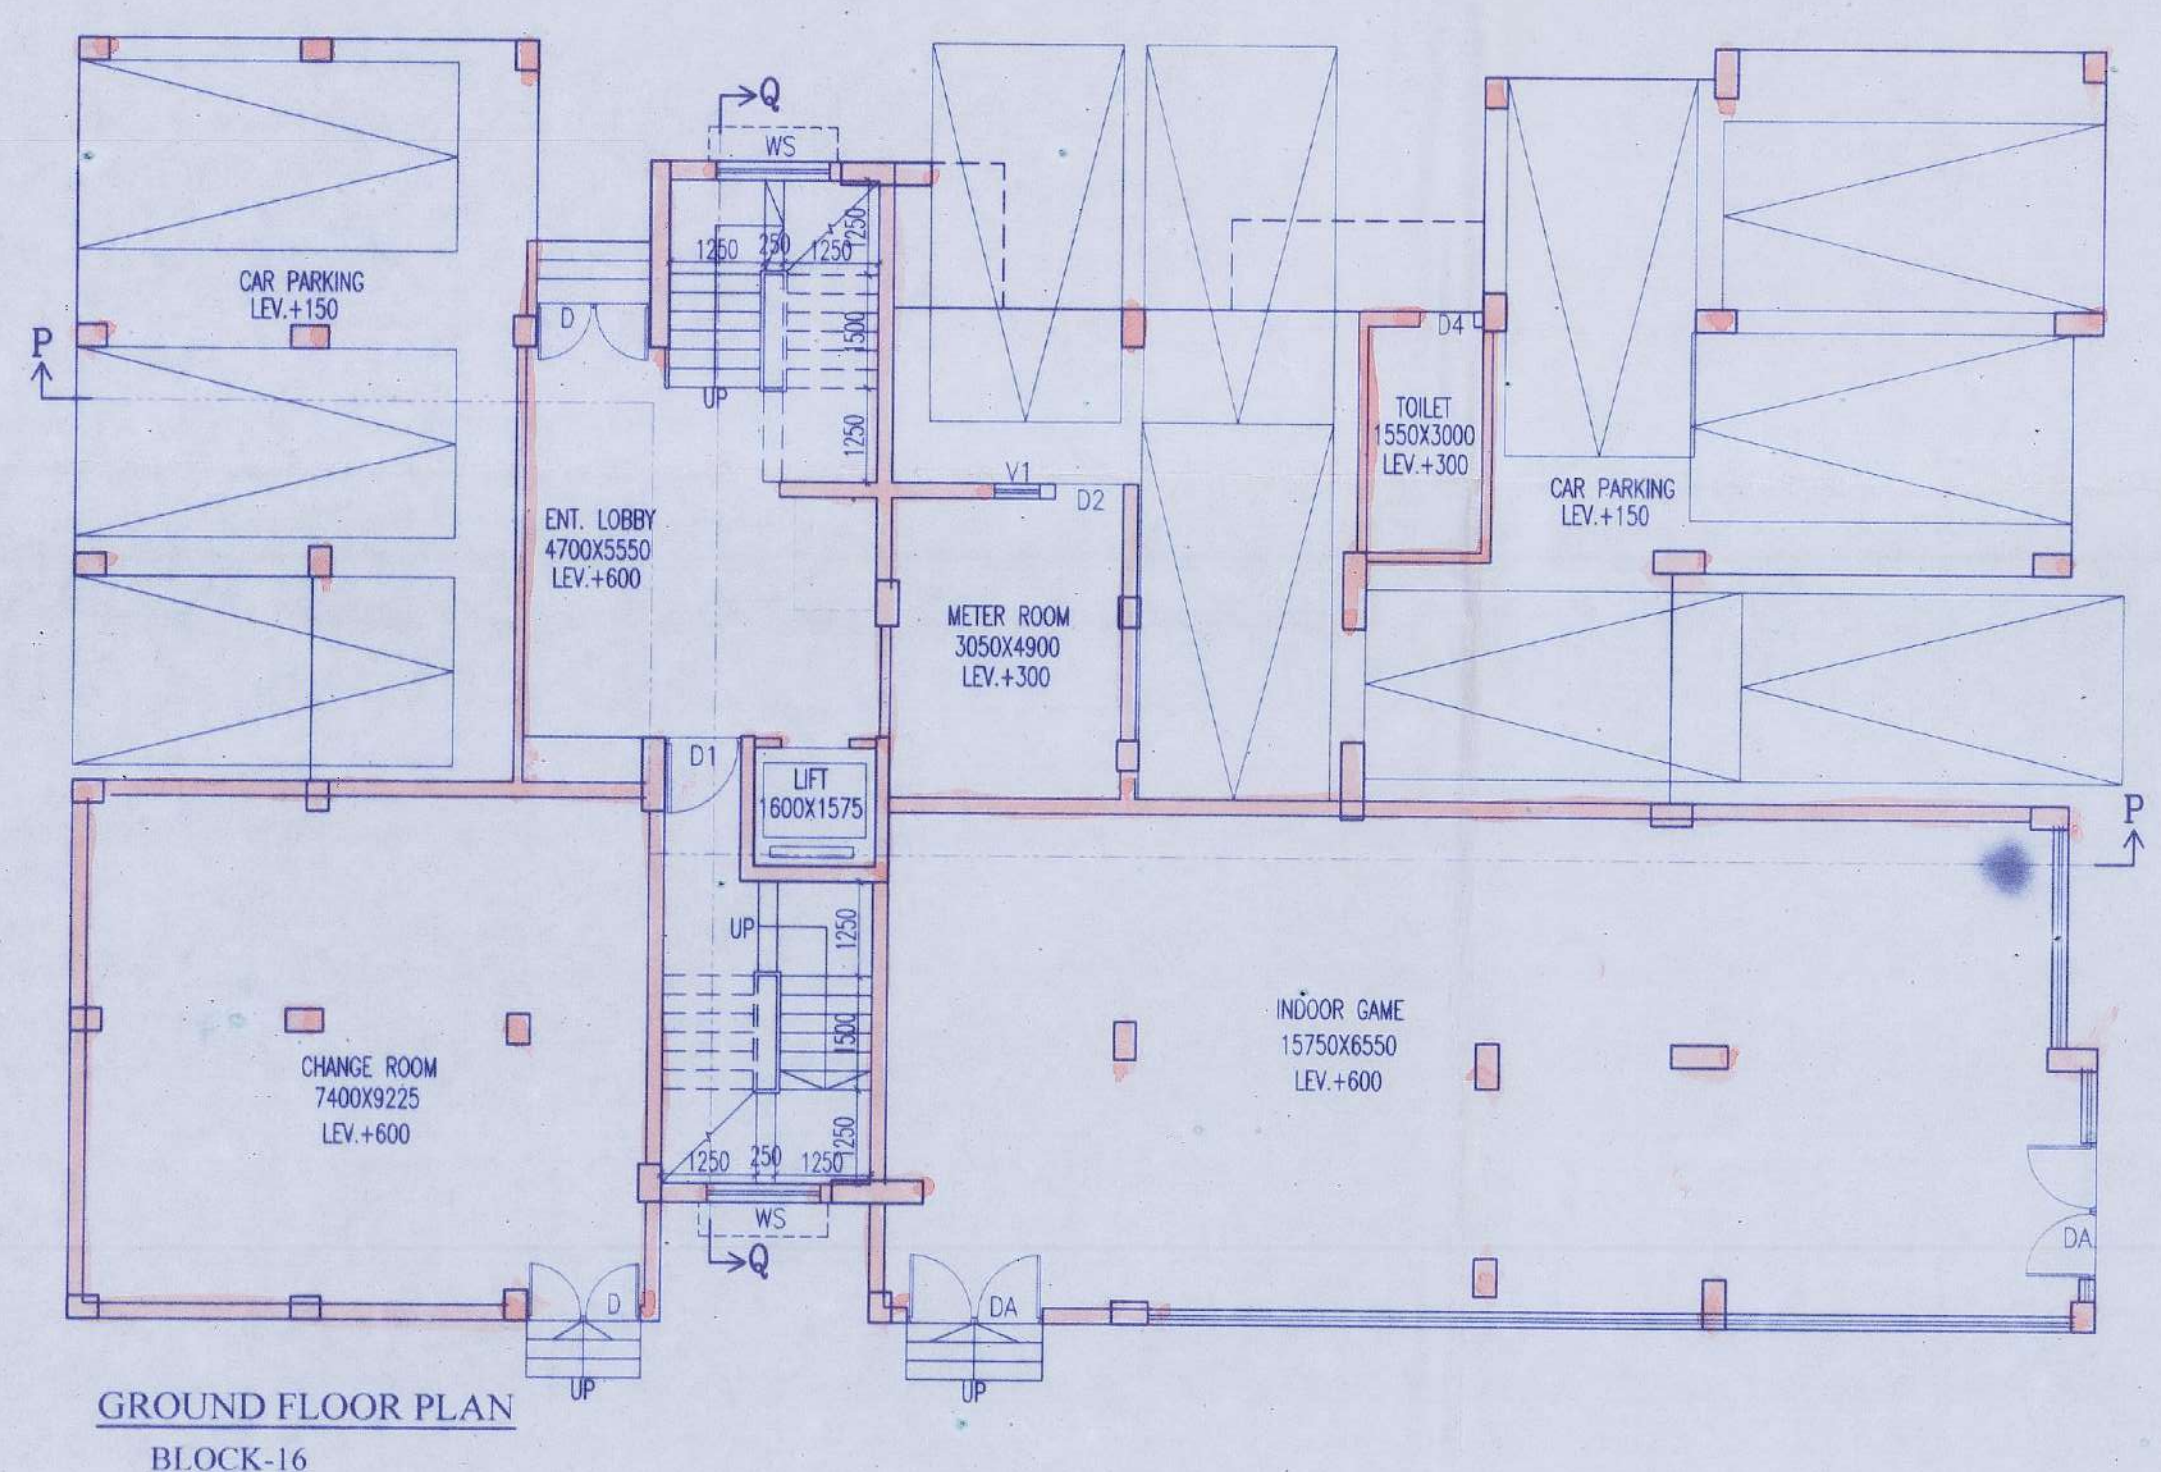 Q
WS
1250
250
1250
1250
CAR PARKING
LEV.+150
P
D
1500
UP
1250
D4
TOILET
1550X3000
LEV.+300
V1
D2
CAR PARKING
LEV.+150
ENT. LOBBY
4700X5550
LEV.+600
METER ROOM
3050X4900
LEV.+300
D1
LIFT
1600X1575
P
UP
1250
1500
INDOOR GAME
15750X6550
LEV.+600
CHANGE ROOM
7400X9225
LEV.+600
1250
1250
250
1250
WS
Q
DA
D
DA
UP
UP
GROUND FLOOR PLAN
BLOCK-16